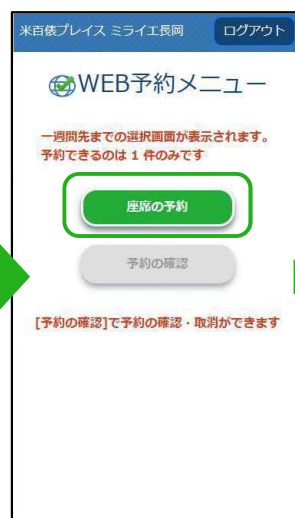 米百俵プレイス ミライエ長岡
ログアウト
WEB予約メニュー
一週間先までの選択画面が表示されます。
予約できるのは 1 件のみです
座席の予約
予約の確認
[予約の確認]で予約の確認・取消ができます